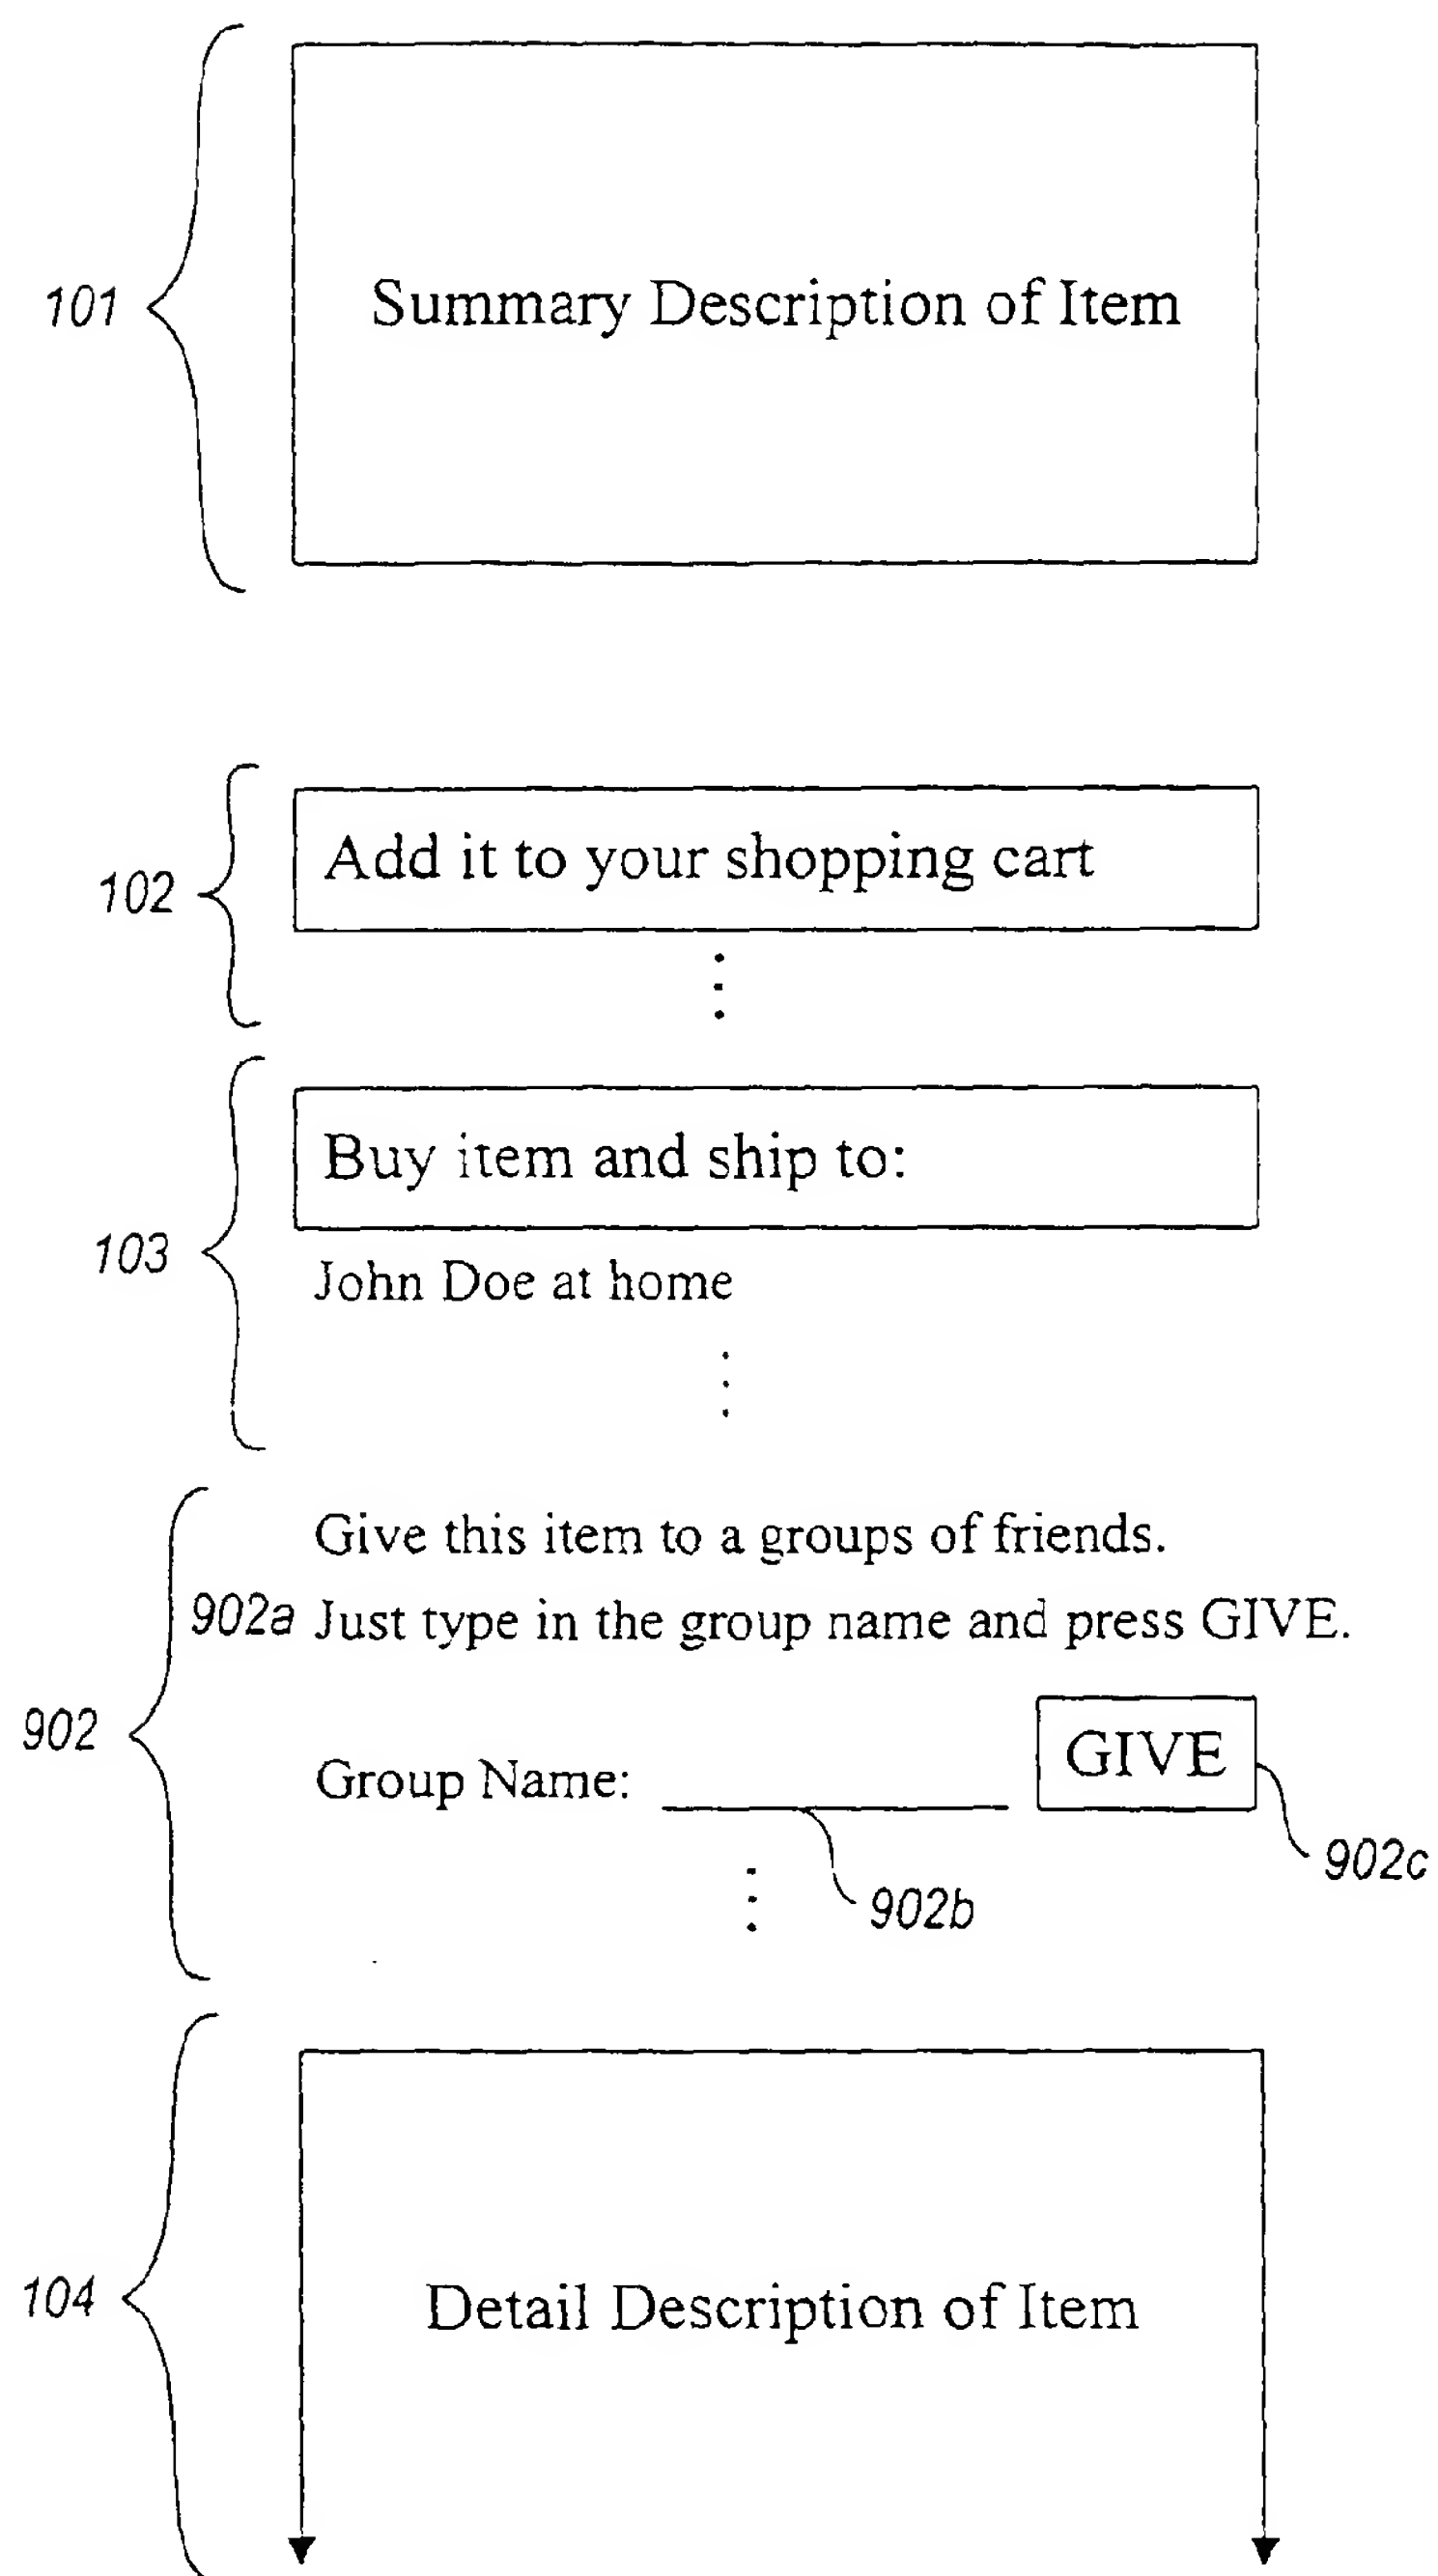 101
Summary Description of Item
102
Add it to your shopping cart
103
Buy item and ship to:
John Doe at home
902
Give this item to a groups of friends.
902a Just type in the group name and press GIVE.
Group Name: GIVE
902c
902b
104
Detail Description of Item